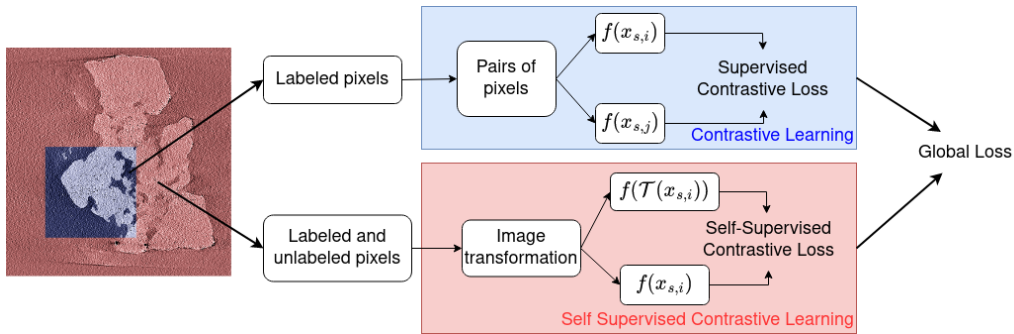 Labeled pixels
Pairs of
pixels
f(x_{s,i})
f(x_{s,j})
Supervised
Contrastive Loss
Contrastive Learning
Global Loss
Labeled and
unlabeled pixels
Image
transformation
f(𝒯(x_{s,i}))
f(x_{s,i})
Self-Supervised
Contrastive Loss
Self Supervised Contrastive Learning